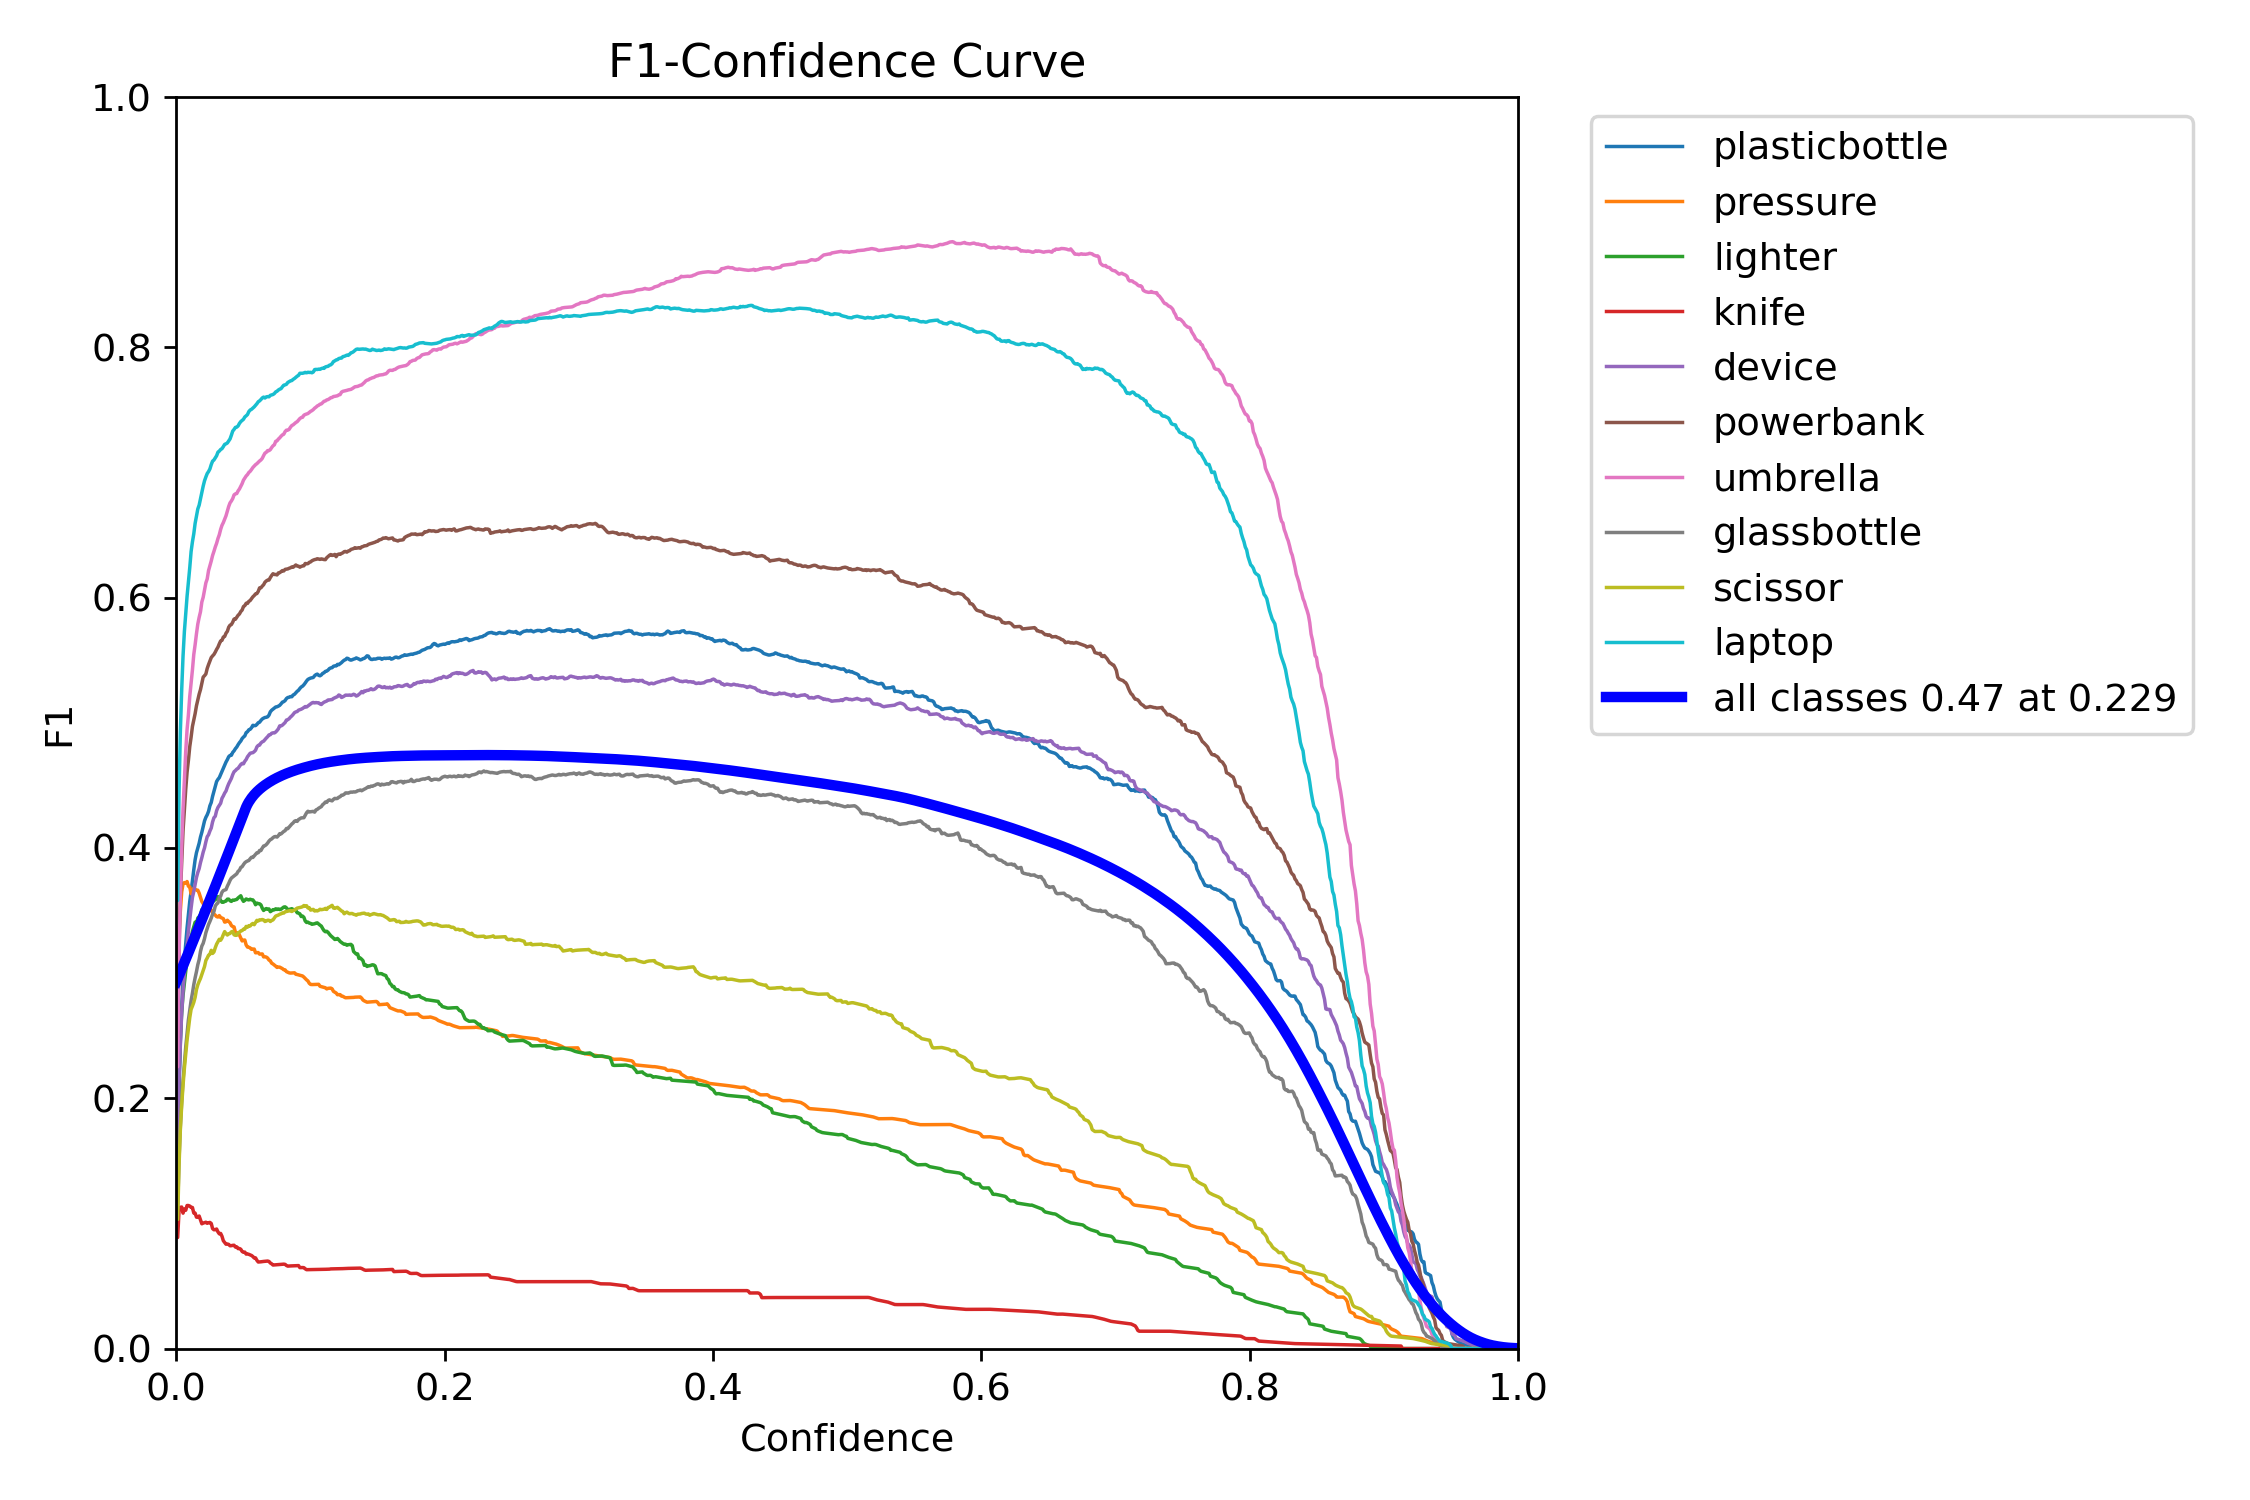 F1-Confidence Curve
1.0
0.8
0.6
0.4
0.2
0.0
F1
0.0 0.2 0.4 0.6 0.8 1.0
Confidence
plasticbottle
pressure
lighter
knife
device
powerbank
umbrella
glassbottle
scissor
laptop
all classes 0.47 at 0.229